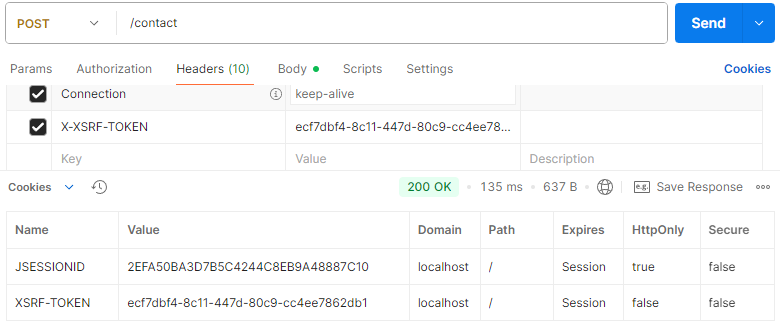 POST /contact Send
Params Authorization Headers (10) Body Scripts Settings Cookies
Connection keep-alive
X-XSRF-TOKEN ecf7dbf4-8c11-447d-80c9-cc4ee78...
Key Value Description
Cookies 200 OK 135 ms 637 B e.g. Save Response
Name Value Domain Path Expires HttpOnly Secure
JSESSIONID 2EFA50BA3D7B5C4244C8EB9A48887C10 localhost / Session true false
XSRF-TOKEN ecf7dbf4-8c11-447d-80c9-cc4ee7862db1 localhost / Session false false